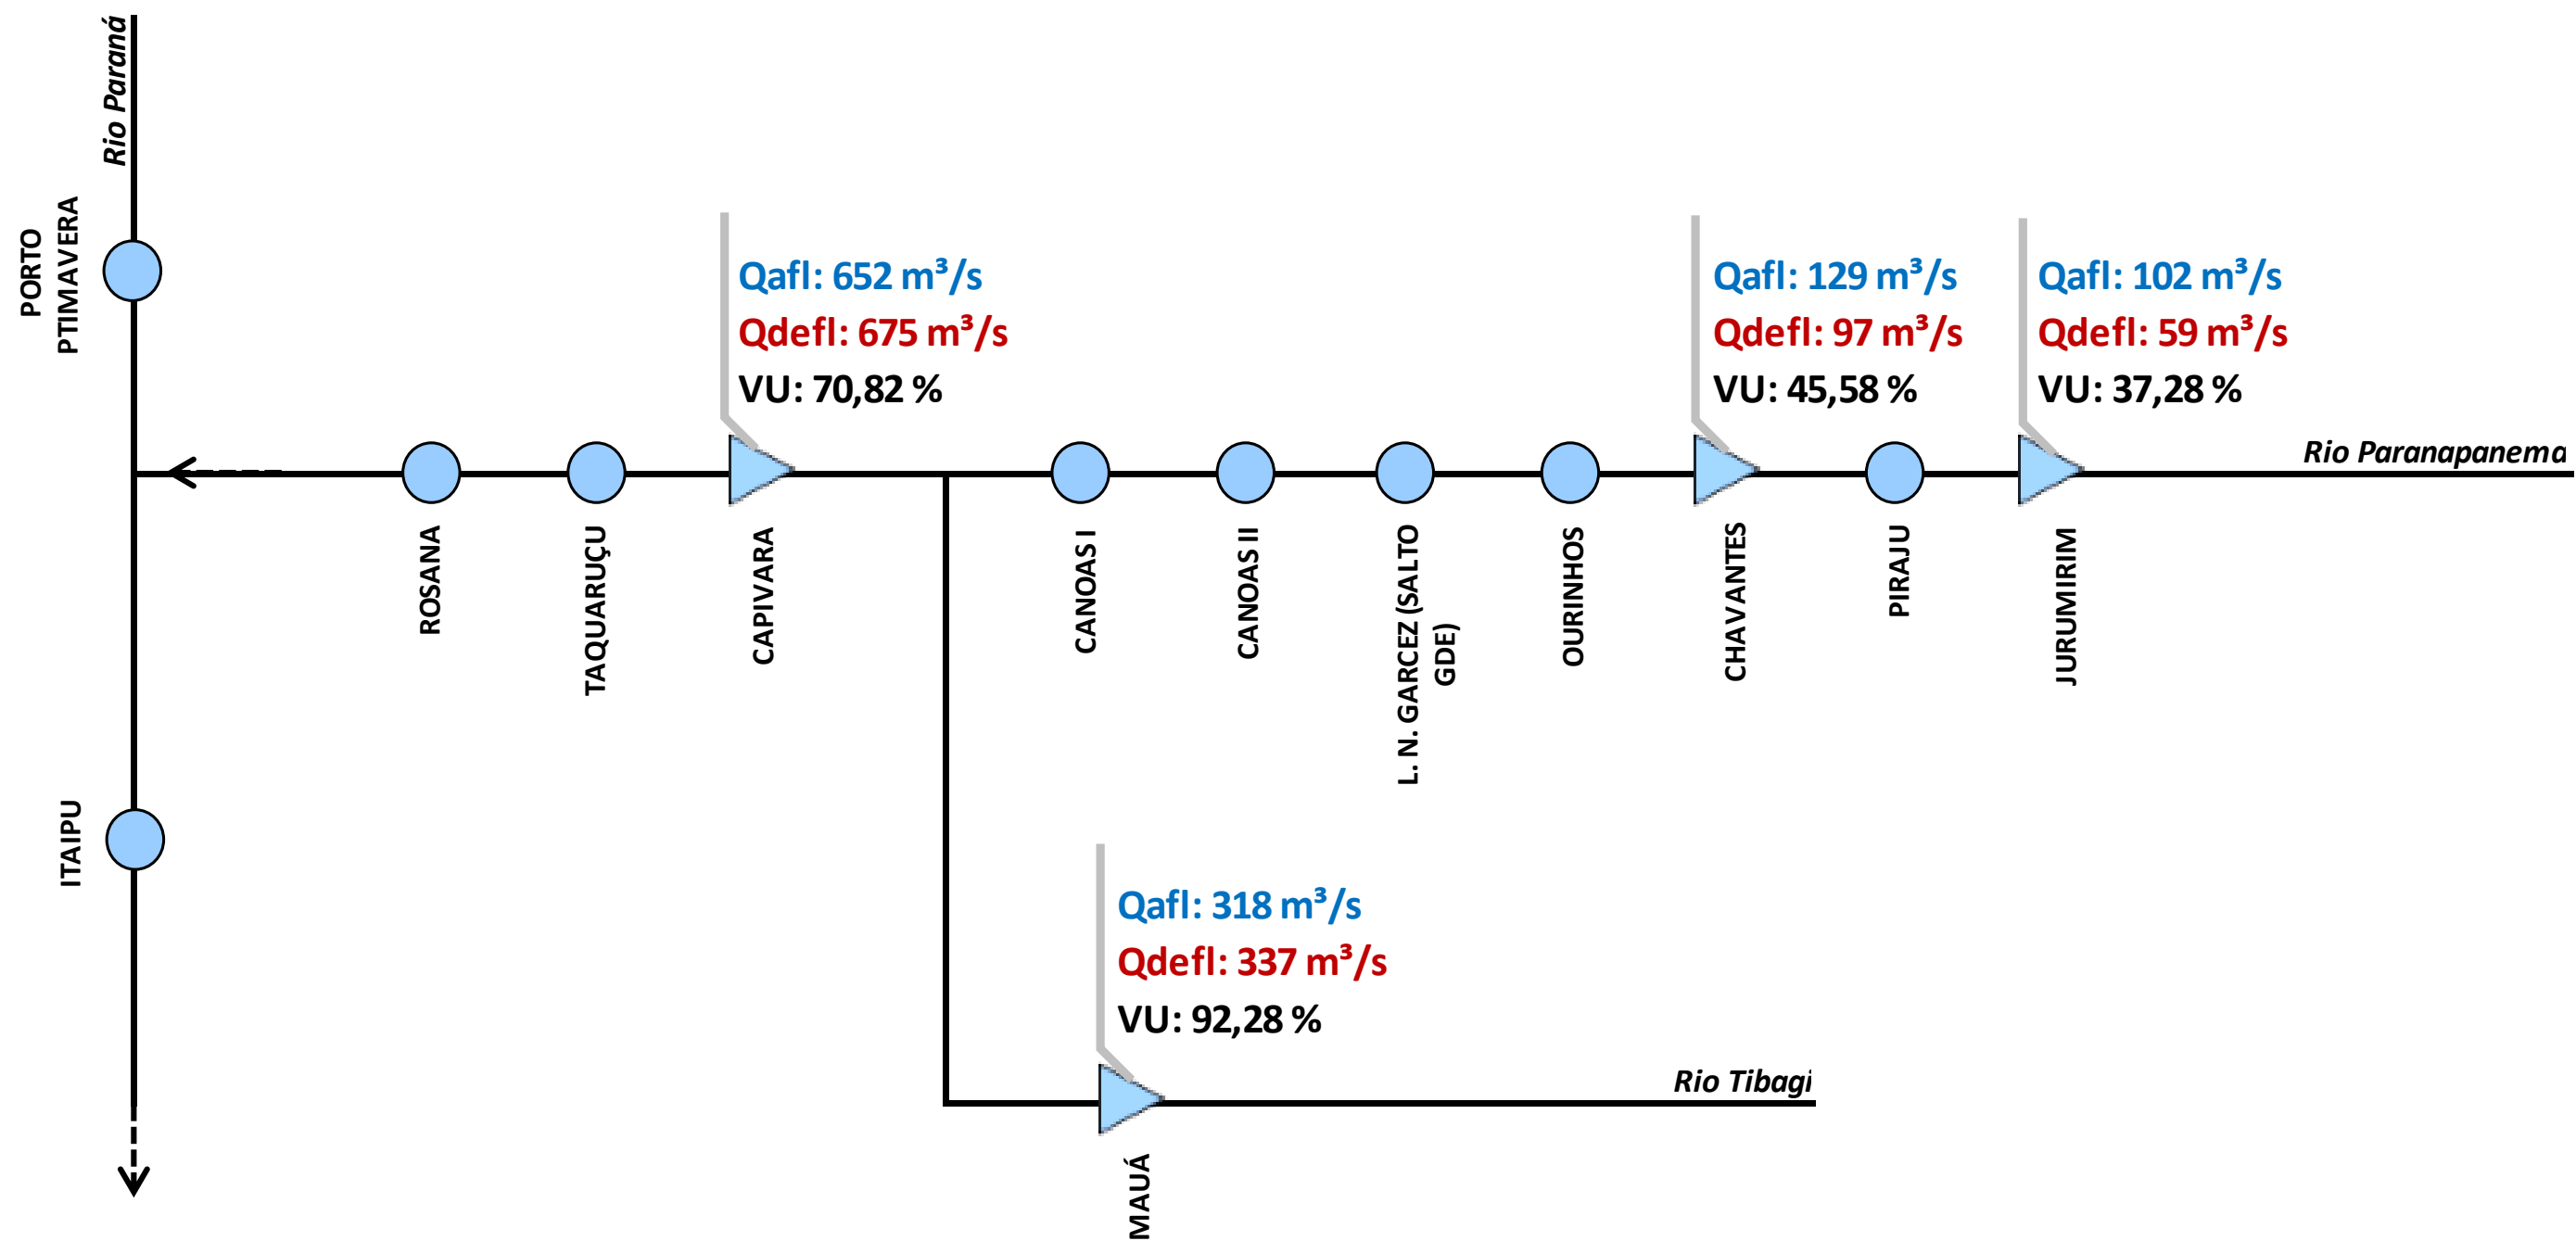 Rio Paraná
PORTO
PTIMAVERA
Qafl: 652 m³/s
Qdefl: 675 m³/s
VU: 70,82 %
Qafl: 129 m³/s
Qdefl: 97 m³/s
VU: 45,58 %
Qafl: 102 m³/s
Qdefl: 59 m³/s
VU: 37,28 %
Rio Paranapanema
ROSANA
TAQUARUÇU
CAPIVARA
CANOAS I
CANOAS II
L. N. GARCEZ (SALTO
GDE)
OURINHOS
CHAVANTES
PIRAJU
JURUMIRIM
ITAIPU
Qafl: 318 m³/s
Qdefl: 337 m³/s
VU: 92,28 %
Rio Tibagi
MAUÁ